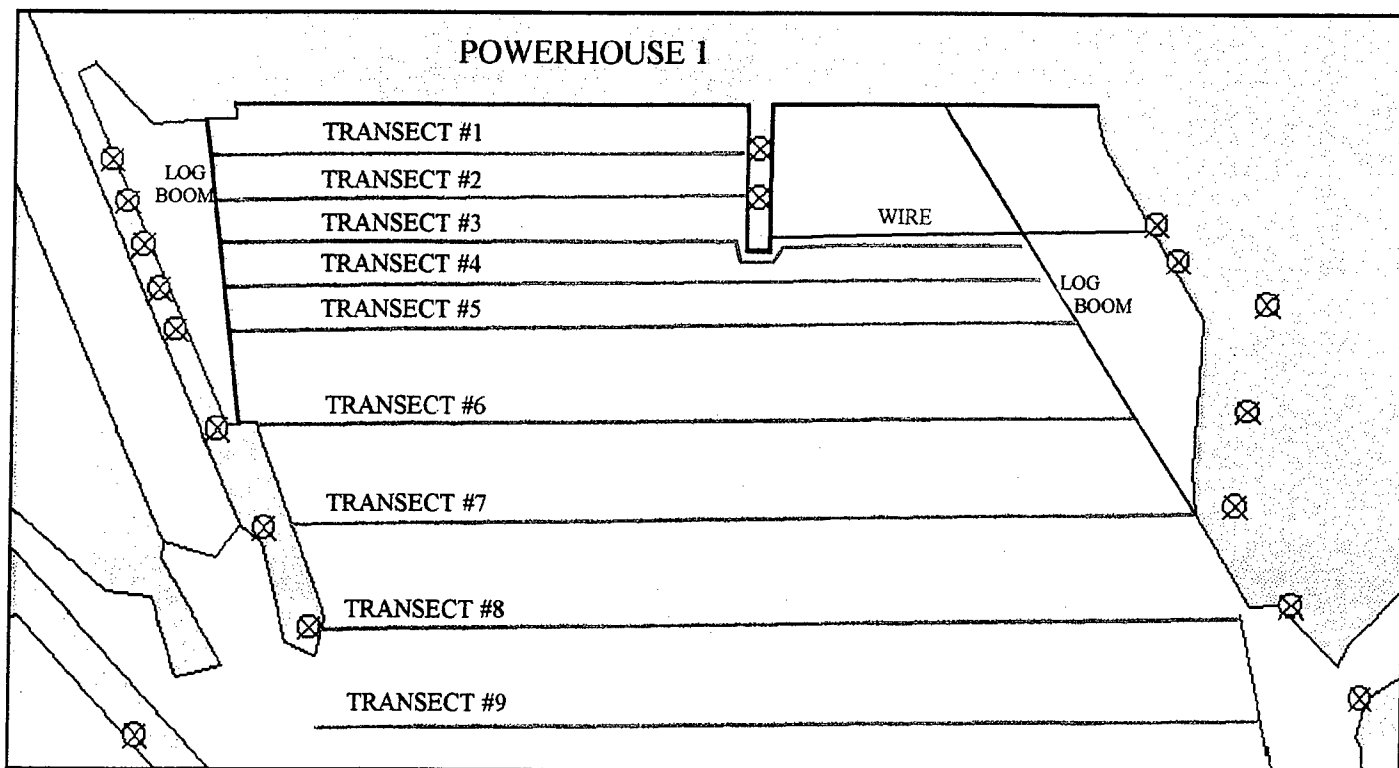 POWERHOUSE 1
TRANSECT #1
LOG
BOOM
TRANSECT #2
TRANSECT #3
WIRE
TRANSECT #4
LOG
BOOM
TRANSECT #5
TRANSECT #6
TRANSECT #7
TRANSECT #8
TRANSECT #9